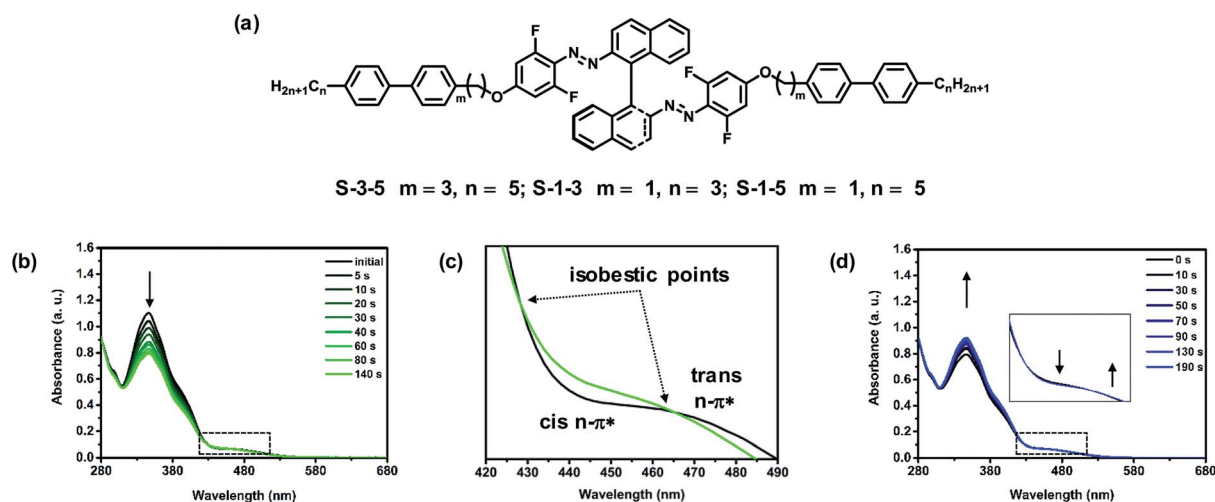 (a)
F
N
N
H₂ₙ₊₁Cₙ
m
O
F
F
O
m
CₙH₂ₙ₊₁
N
N
F
S-3-5 m = 3, n = 5; S-1-3 m = 1, n = 3; S-1-5 m = 1, n = 5
(b)
1.6
1.4
1.2
1.0
0.8
0.6
0.4
0.2
0.0
Absorbance (a. u.)
initial
5 s
10 s
20 s
30 s
40 s
60 s
80 s
140 s
280 380 480 580 680
Wavelength (nm)
(c)
isobestic points
trans
n-π*
cis n-π*
420 430 440 450 460 470 480 490
Wavelength (nm)
(d)
1.6
1.4
1.2
1.0
0.8
0.6
0.4
0.2
0.0
Absorbance (a. u.)
0 s
10 s
30 s
50 s
70 s
90 s
130 s
190 s
280 380 480 580 680
Wavelength (nm)